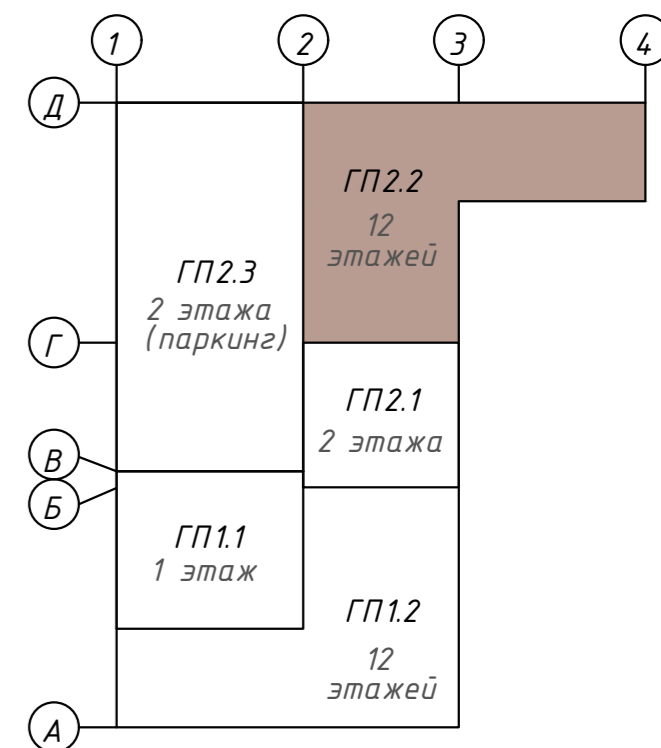 1
2
3
4
Д
ГП2.2
12
этажей
ГП2.3
2 этажа
(паркинг)
Г
ГП2.1
2 этажа
В
Б
ГП1.1
1 этаж
ГП1.2
12
этажей
А